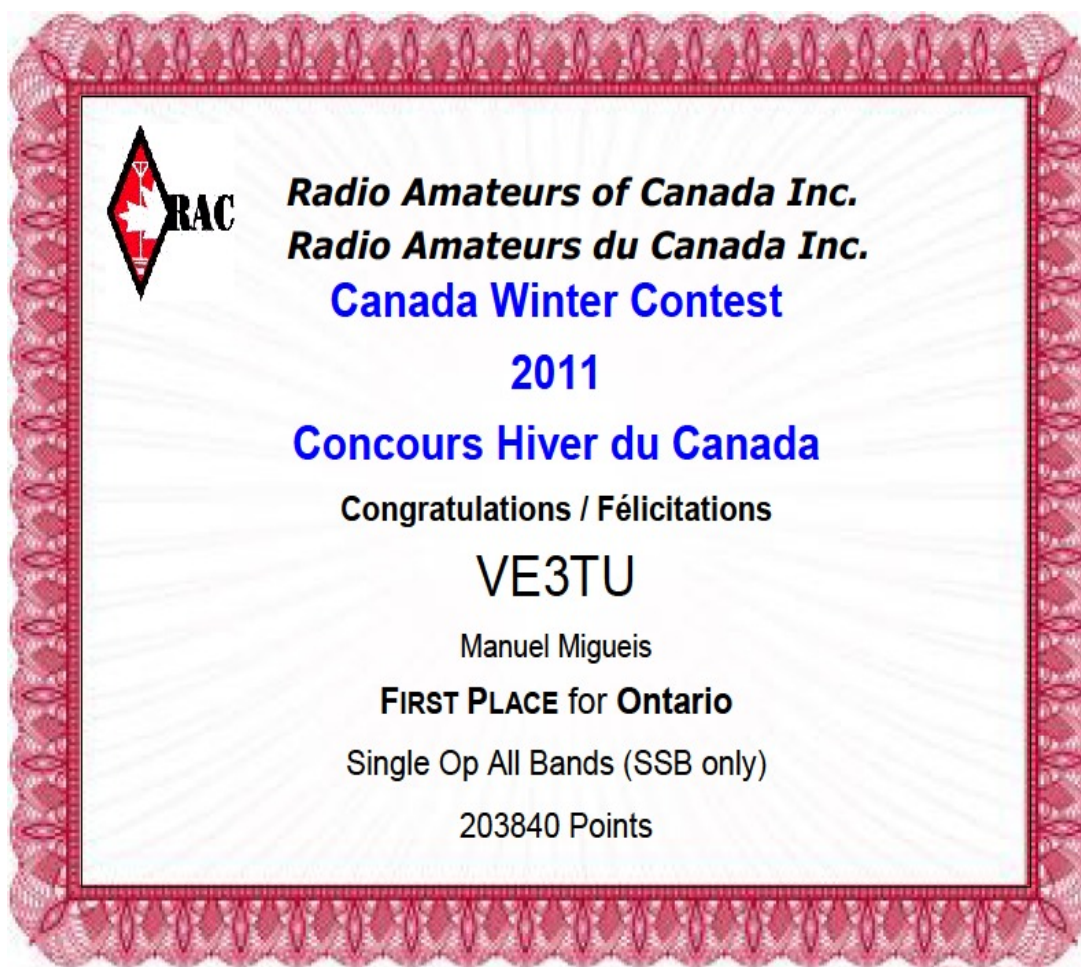 RAC
Radio Amateurs of Canada Inc.
Radio Amateurs du Canada Inc.
Canada Winter Contest
2011
Concours Hiver du Canada
Congratulations / Félicitations
VE3TU
Manuel Migueis
FIRST PLACE for Ontario
Single Op All Bands (SSB only)
203840 Points